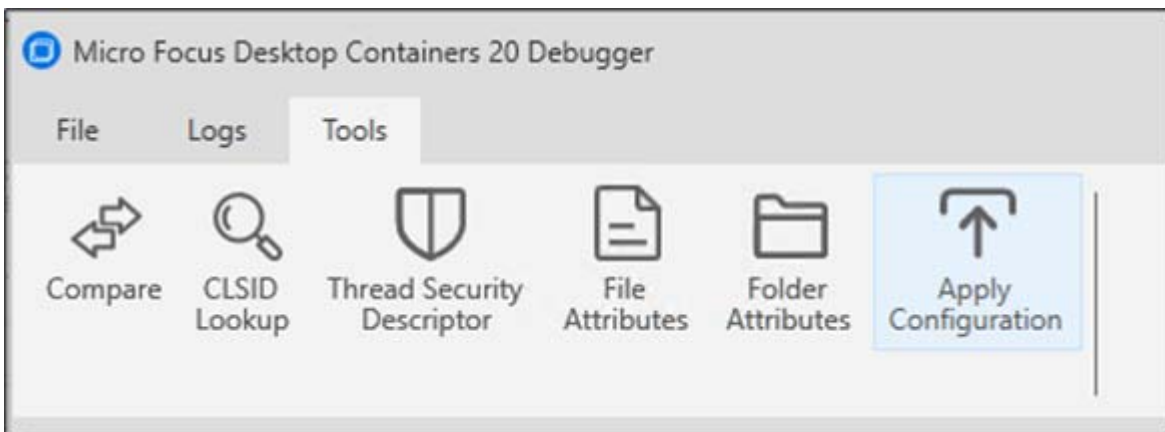 Micro Focus Desktop Containers 20 Debugger
File Logs Tools
Compare
CLSID
Lookup
Thread Security
Descriptor
File
Attributes
Folder
Attributes
Apply
Configuration